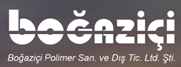 boğaziçi
Boğaziçi Polimer San. ve Dış Tic. Ltd. Şti.